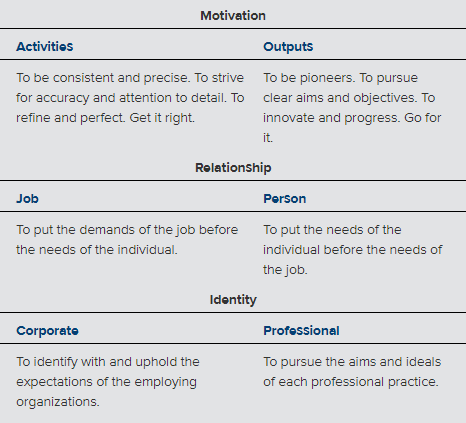 Motivation
Activities
Outputs
To be consistent and precise. To strive
for accuracy and attention to detail. To
refine and perfect. Get it right.
To be pioneers. To pursue
clear aims and objectives. To
innovate and progress. Go for
it.
Relationship
Job
Person
To put the demands of the job before
the needs of the individual.
To put the needs of the
individual before the needs of
the job.
Identity
Corporate
Professional
To identify with and uphold the
expectations of the employing
organizations.
To pursue the aims and ideals
of each professional practice.